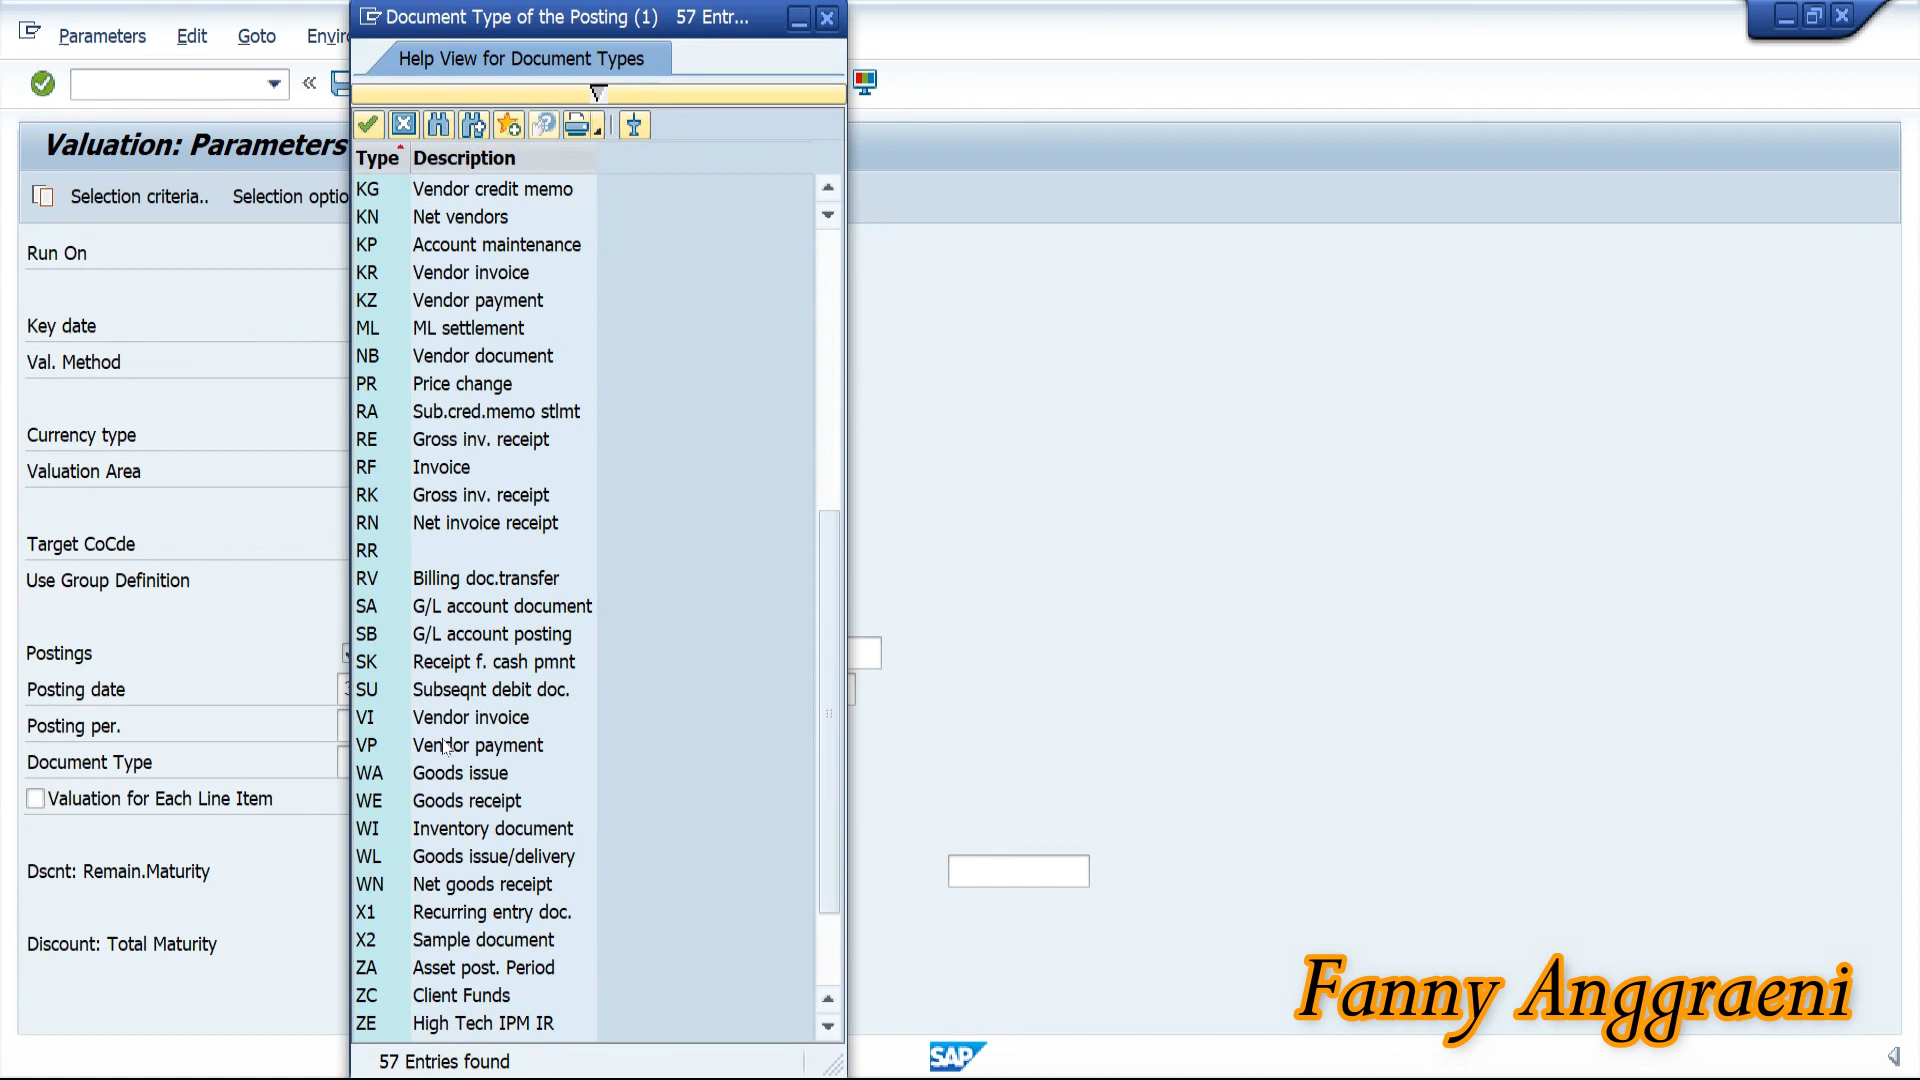 Document Type of the Posting (1) 57 Entr...
Parameters Edit Goto Enviro
Help View for Document Types
Valuation: Parameters
Type Description
Selection criteria.. Selection optio
KG Vendor credit memo
KN Net vendors
Run On
KP Account maintenance
KR Vendor invoice
KZ Vendor payment
Key date
ML ML settlement
Val. Method
NB Vendor document
PR Price change
RA Sub.cred.memo stlmt
Currency type
RE Gross inv. receipt
Valuation Area
RF Invoice
RK Gross inv. receipt
RN Net invoice receipt
Target CoCde
RR
Use Group Definition
RV Billing doc.transfer
SA G/L account document
SB G/L account posting
Postings
SK Receipt f. cash pmnt
Posting date
SU Subseqnt debit doc.
Posting per.
VI Vendor invoice
VP Vendor payment
Document Type
WA Goods issue
Valuation for Each Line Item
WE Goods receipt
WI Inventory document
WL Goods issue/delivery
Dscnt: Remain.Maturity
WN Net goods receipt
X1 Recurring entry doc.
Discount: Total Maturity
X2 Sample document
ZA Asset post. Period
ZC Client Funds
ZE High Tech IPM IR
57 Entries found
SAP
Fanny Anggraeni